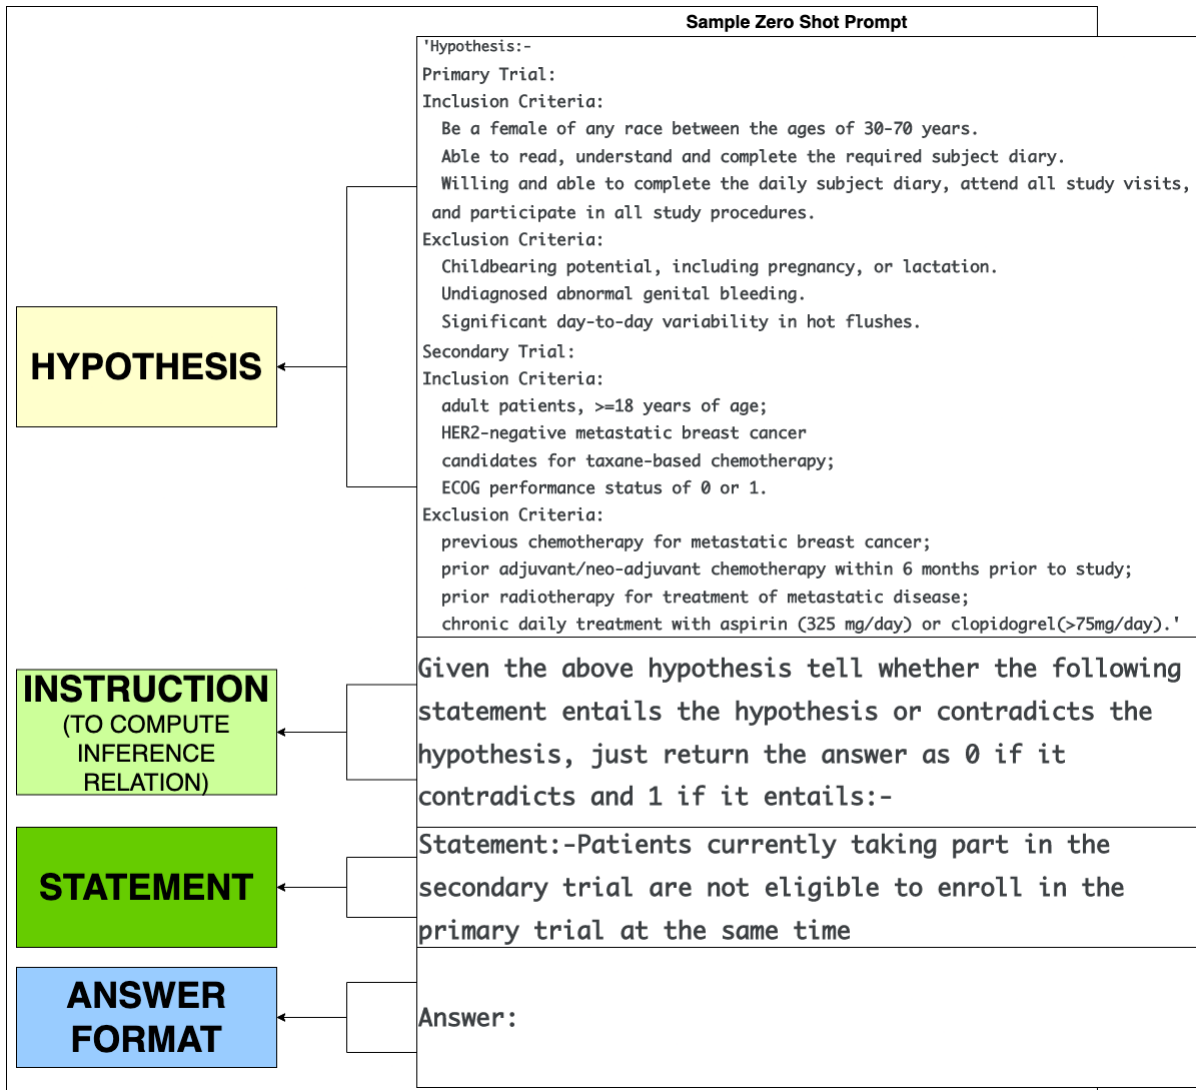 Sample Zero Shot Prompt
'Hypothesis:-
Primary Trial:
Inclusion Criteria:
Be a female of any race between the ages of 30-70 years.
Able to read, understand and complete the required subject diary.
Willing and able to complete the daily subject diary, attend all study visits,
and participate in all study procedures.
Exclusion Criteria:
Childbearing potential, including pregnancy, or lactation.
Undiagnosed abnormal genital bleeding.
Significant day-to-day variability in hot flushes.
Secondary Trial:
Inclusion Criteria:
adult patients, >=18 years of age;
HER2-negative metastatic breast cancer
candidates for taxane-based chemotherapy;
ECOG performance status of 0 or 1.
Exclusion Criteria:
previous chemotherapy for metastatic breast cancer;
prior adjuvant/neo-adjuvant chemotherapy within 6 months prior to study;
prior radiotherapy for treatment of metastatic disease;
chronic daily treatment with aspirin (325 mg/day) or clopidogrel(>75mg/day).'
HYPOTHESIS
INSTRUCTION
(TO COMPUTE
INFERENCE
RELATION)
Given the above hypothesis tell whether the following
statement entails the hypothesis or contradicts the
hypothesis, just return the answer as 0 if it
contradicts and 1 if it entails:-
STATEMENT
Statement:-Patients currently taking part in the
secondary trial are not eligible to enroll in the
primary trial at the same time
ANSWER
FORMAT
Answer: